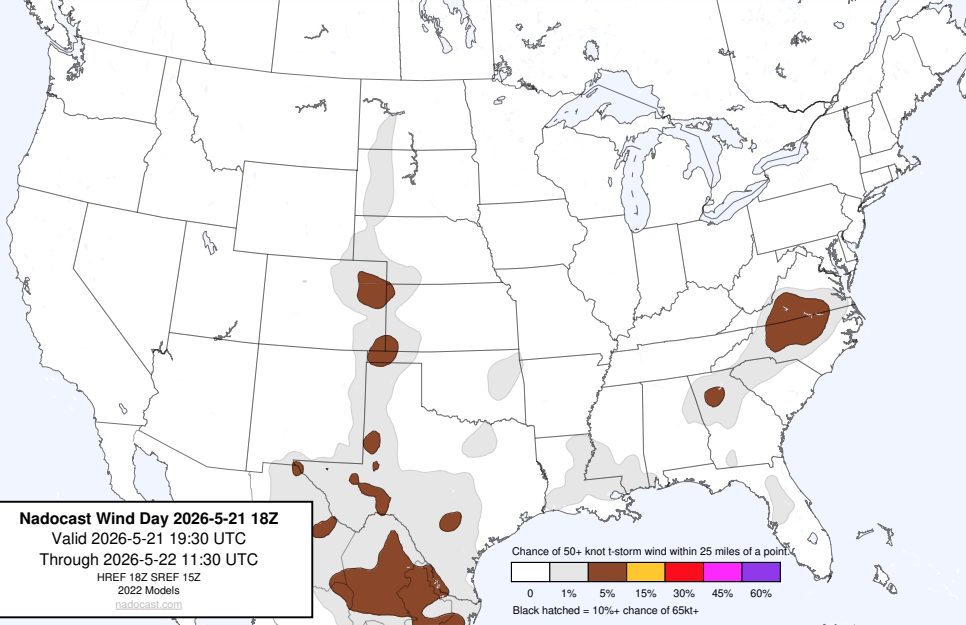 Nadocast Wind Day 2026-5-21 18Z
Valid 2026-5-21 19:30 UTC
Through 2026-5-22 11:30 UTC
HREF 18Z SREF 15Z
2022 Models
nadocast.com
Chance of 50+ knot t-storm wind within 25 miles of a point.
0 1% 5% 15% 30% 45% 60%
Black hatched = 10%+ chance of 65kt+